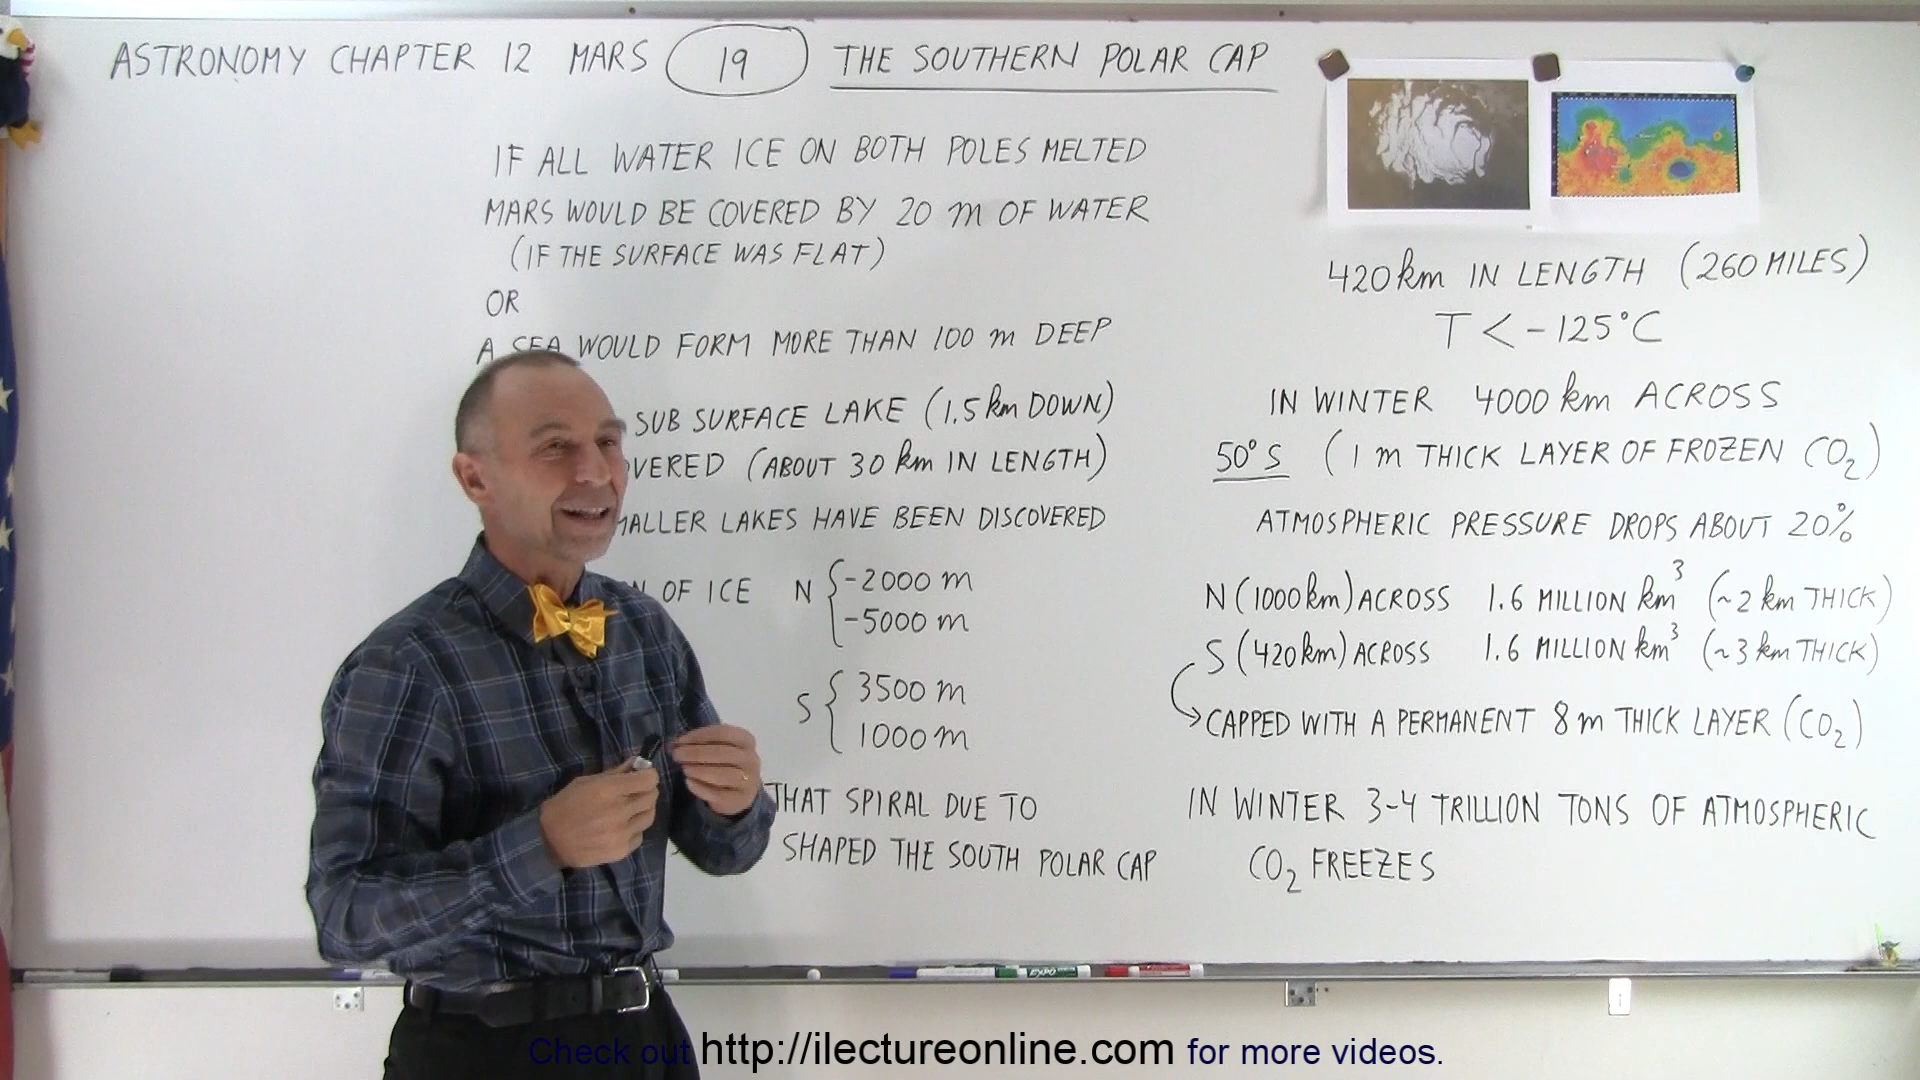 ASTRONOMY CHAPTER 12 MARS 19 THE SOUTHERN POLAR CAP
IF ALL WATER ICE ON BOTH POLES MELTED
MARS WOULD BE COVERED BY 20 m OF WATER
(IF THE SURFACE WAS FLAT)
OR
A SEA WOULD FORM MORE THAN 100 m DEEP
SUB SURFACE LAKE (1.5 km DOWN)
(ABOUT 30 km IN LENGTH)
LAKES HAVE BEEN DISCOVERED
OF ICE N { -2000 m
-5000 m
S { 3500 m
1000 m
THAT SPIRAL DUE TO
SHAPED THE SOUTH POLAR CAP
420 km IN LENGTH (260 MILES)
T < -125°C
IN WINTER 4000 km ACROSS
50° S (1 m THICK LAYER OF FROZEN CO₂)
ATMOSPHERIC PRESSURE DROPS ABOUT 20%
N (1000 km) ACROSS 1.6 MILLION km³ (~2 km THICK)
S (420 km) ACROSS 1.6 MILLION km³ (~3 km THICK)
CAPPED WITH A PERMANENT 8 m THICK LAYER (CO₂)
IN WINTER 3-4 TRILLION TONS OF ATMOSPHERIC
CO₂ FREEZES
EXPO
Check out http://ilectureonline.com for more videos.